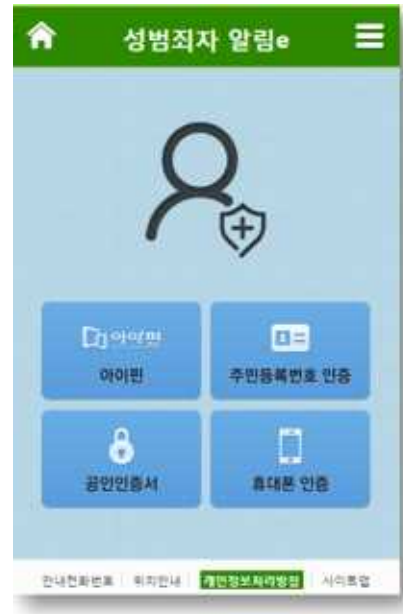 성범죄자 알림e
아이핀
아이핀
주민등록번호 인증
공인인증서
휴대폰 인증
안내전화번호 위치안내 개인정보처리방침 사이트맵